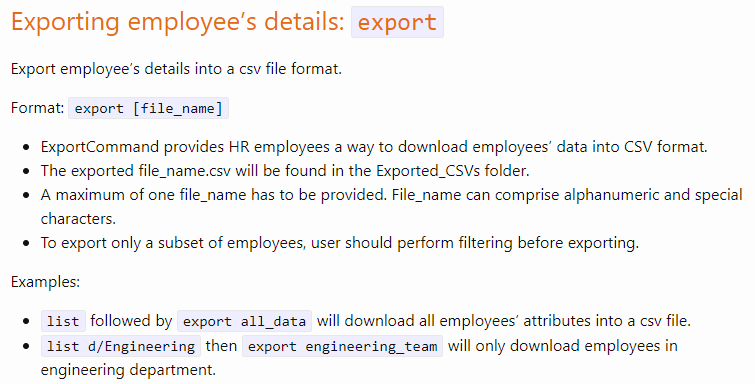 Exporting employee’s details: export
Export employee’s details into a csv file format.
Format: export [file_name]
• ExportCommand provides HR employees a way to download employees’ data into CSV format.
• The exported file_name.csv will be found in the Exported_CSVs folder.
• A maximum of one file_name has to be provided. File_name can comprise alphanumeric and special
characters.
• To export only a subset of employees, user should perform filtering before exporting.
Examples:
• list followed by export all_data will download all employees’ attributes into a csv file.
• list d/Engineering then export engineering_team will only download employees in
engineering department.